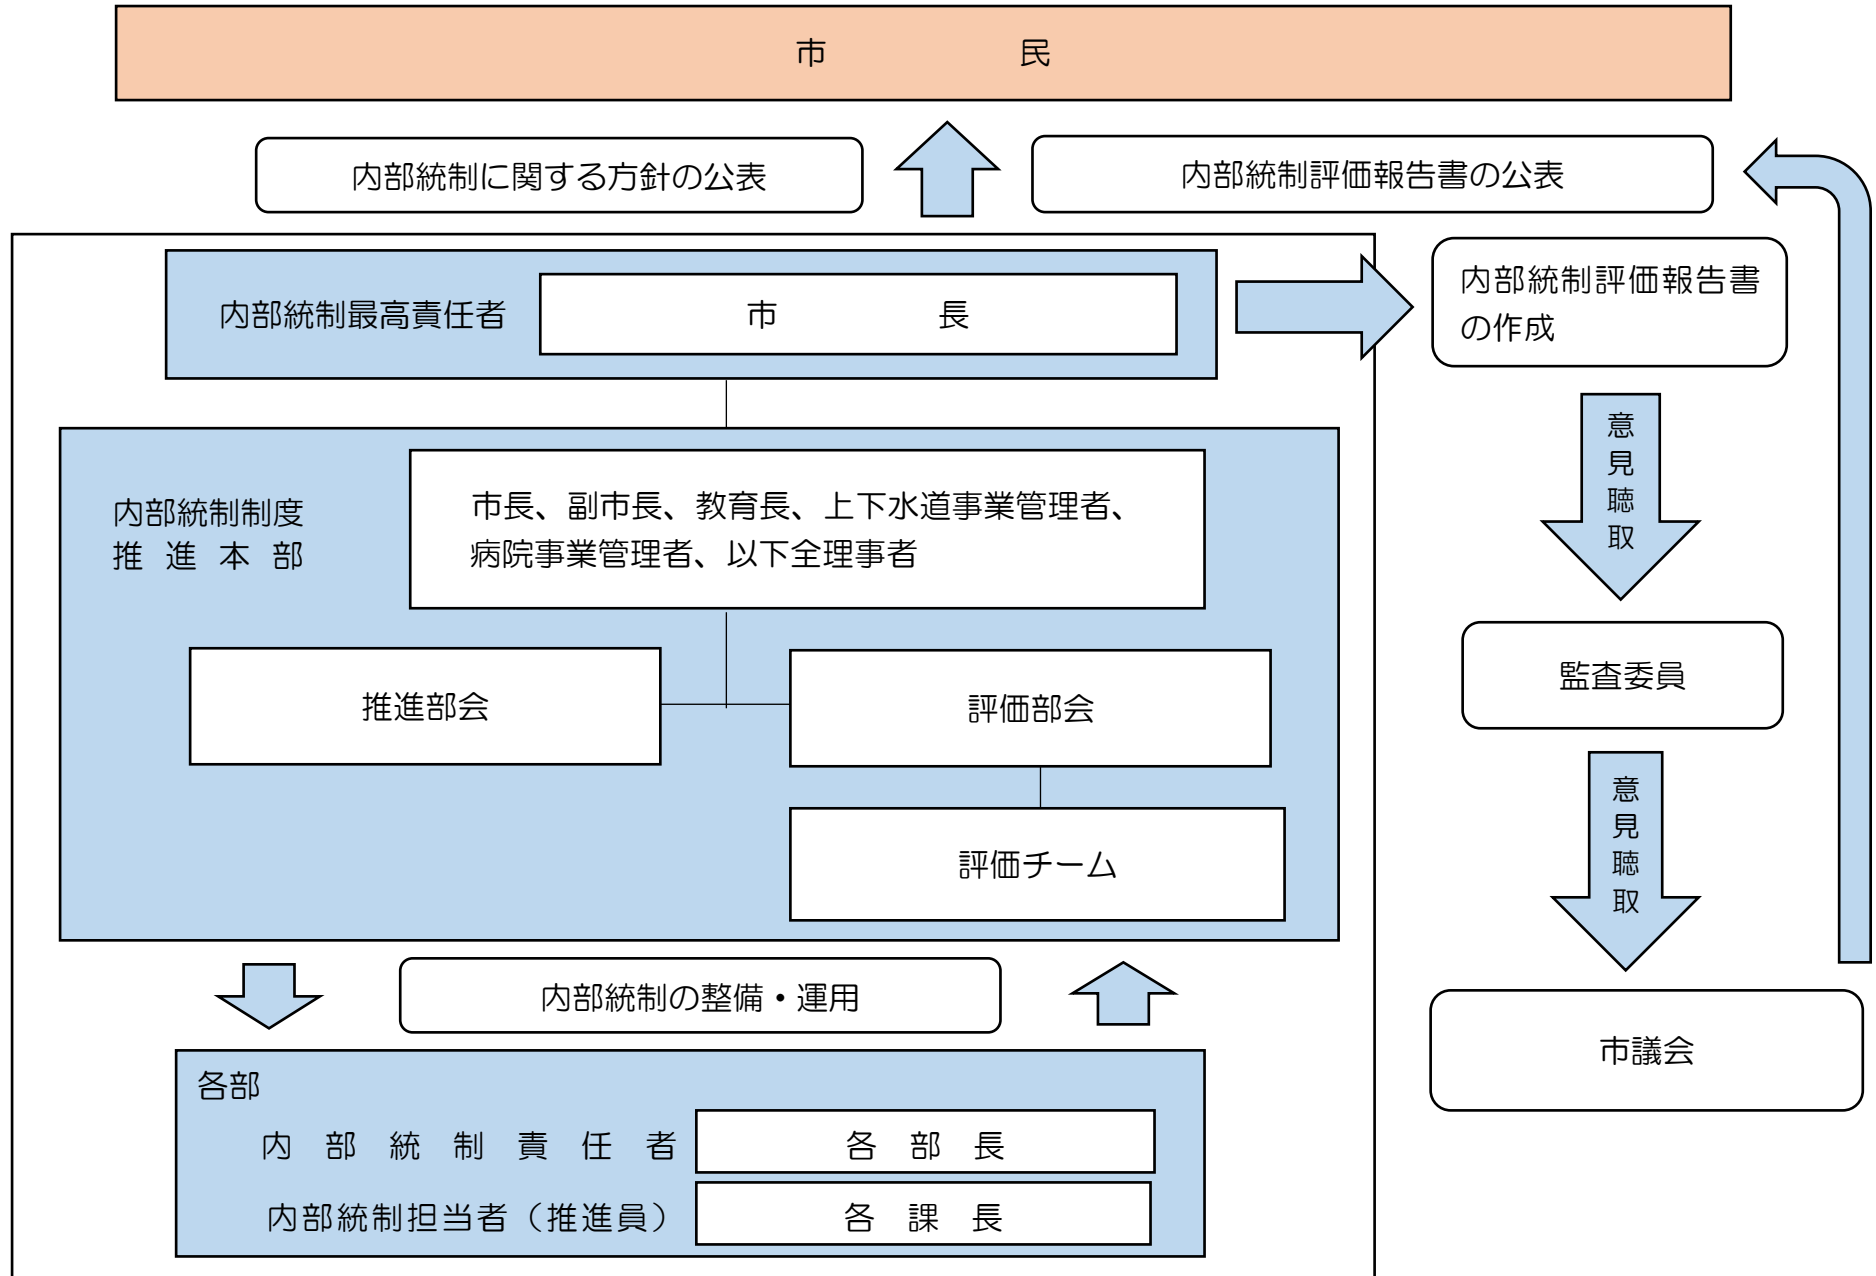 市　民
内部統制に関する方針の公表
内部統制評価報告書の公表
内部統制最高責任者
市　長
内部統制評価報告書
の作成
意見聴取
内部統制制度
推進本部
市長、副市長、教育長、上下水道事業管理者、
病院事業管理者、以下全理事者
推進部会
評価部会
評価チーム
監査委員
意見聴取
市議会
内部統制の整備・運用
各部
内部統制責任者
各部長
内部統制担当者（推進員）
各課長